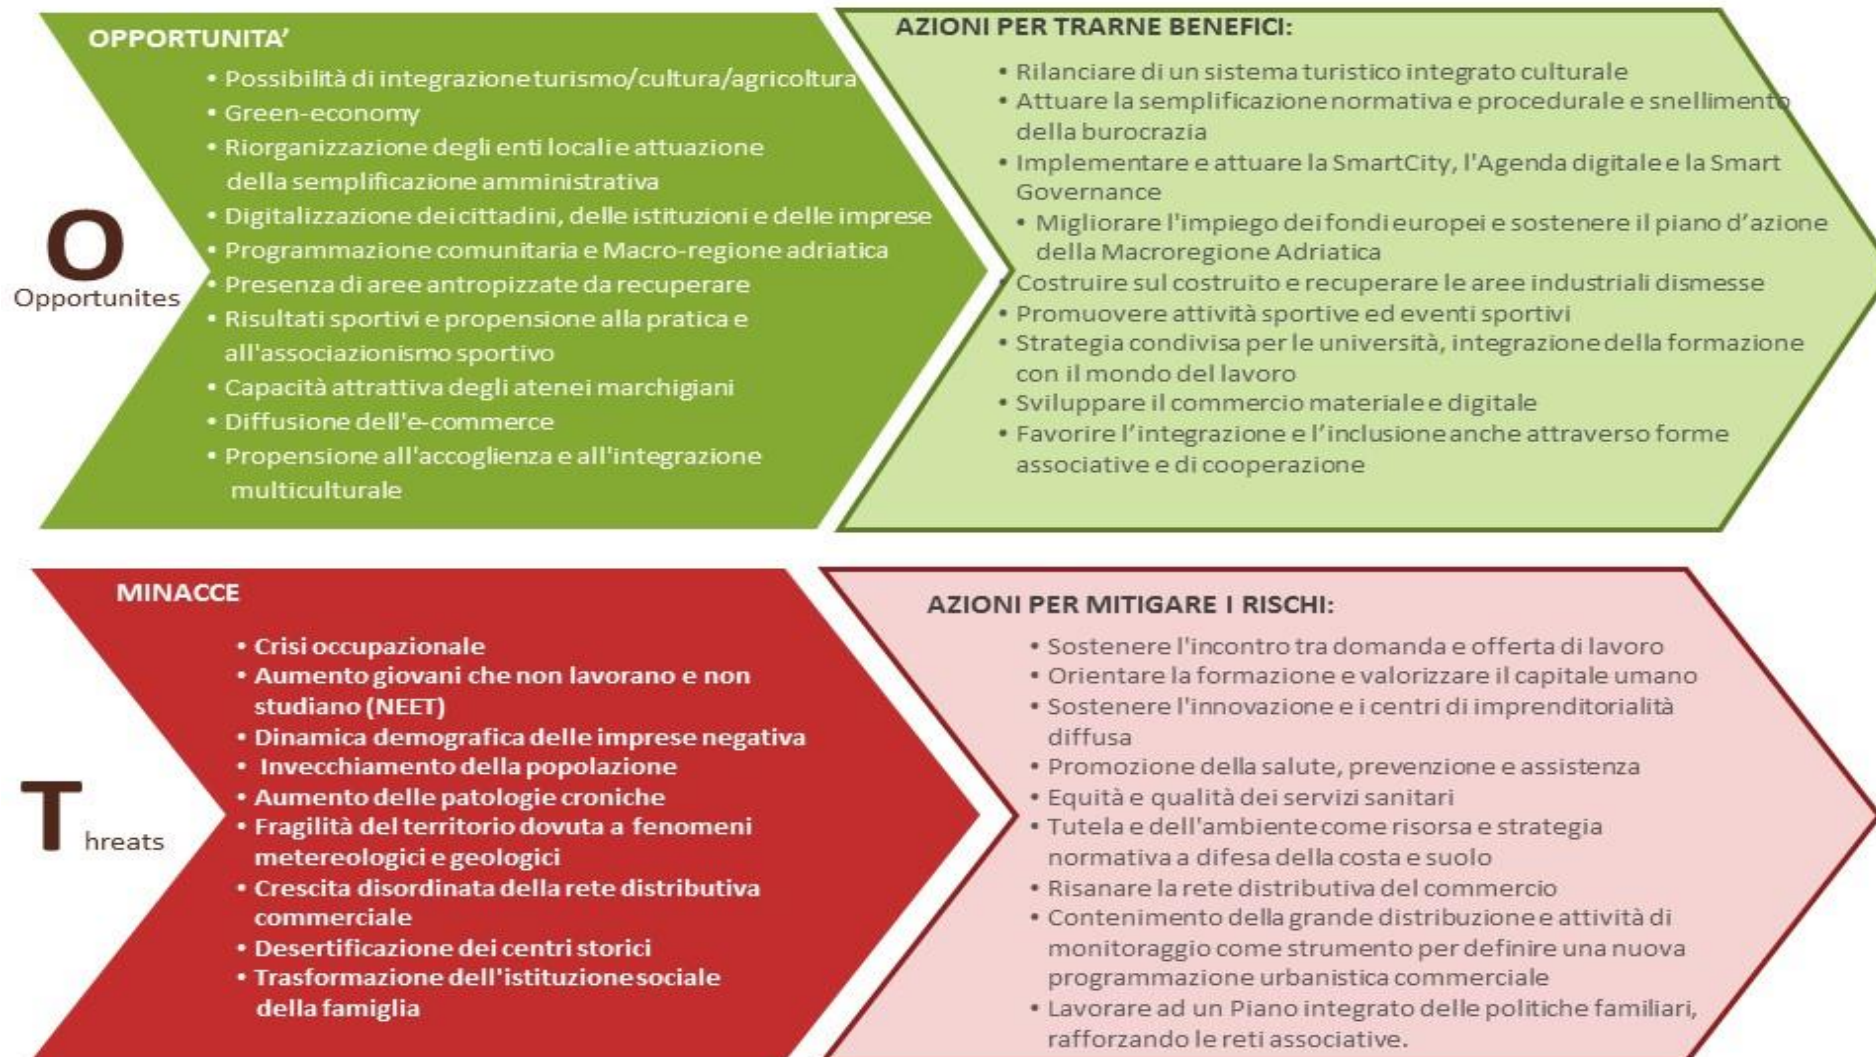 OPPORTUNITA’
• Possibilità di integrazione turismo/cultura/agricoltura
• Green-economy
• Riorganizzazione degli enti locali e attuazione
della semplificazione amministrativa
• Digitalizzazione dei cittadini, delle istituzioni e delle imprese
• Programmazione comunitaria e Macro-regione adriatica
• Presenza di aree antropizzate da recuperare
• Risultati sportivi e propensione alla pratica e
all'associazionismo sportivo
• Capacità attrattiva degli atenei marchigiani
• Diffusione dell'e-commerce
• Propensione all'accoglienza e all'integrazione
multiculturale
O
Opportunites
AZIONI PER TRARNE BENEFICI:
• Rilanciare di un sistema turistico integrato culturale
• Attuare la semplificazione normativa e procedurale e snellimento
della burocrazia
• Implementare e attuare la SmartCity, l'Agenda digitale e la Smart
Governance
• Migliorare l'impiego dei fondi europei e sostenere il piano d’azione
della Macroregione Adriatica
• Costruire sul costruito e recuperare le aree industriali dismesse
• Promuovere attività sportive ed eventi sportivi
• Strategia condivisa per le università, integrazione della formazione
con il mondo del lavoro
• Sviluppare il commercio materiale e digitale
• Favorire l’integrazione e l’inclusione anche attraverso forme
associative e di cooperazione
MINACCE
• Crisi occupazionale
• Aumento giovani che non lavorano e non
studiano (NEET)
• Dinamica demografica delle imprese negativa
• Invecchiamento della popolazione
• Aumento delle patologie croniche
• Fragilità del territorio dovuta a fenomeni
metereologici e geologici
• Crescita disordinata della rete distributiva
commerciale
• Desertificazione dei centri storici
• Trasformazione dell'istituzione sociale
della famiglia
T
hreats
AZIONI PER MITIGARE I RISCHI:
• Sostenere l'incontro tra domanda e offerta di lavoro
• Orientare la formazione e valorizzare il capitale umano
• Sostenere l'innovazione e i centri di imprenditorialità
diffusa
• Promozione della salute, prevenzione e assistenza
• Equità e qualità dei servizi sanitari
• Tutela e dell'ambiente come risorsa e strategia
normativa a difesa della costa e suolo
• Risanare la rete distributiva del commercio
• Contenimento della grande distribuzione e attività di
monitoraggio come strumento per definire una nuova
programmazione urbanistica commerciale
• Lavorare ad un Piano integrato delle politiche familiari,
rafforzando le reti associative.